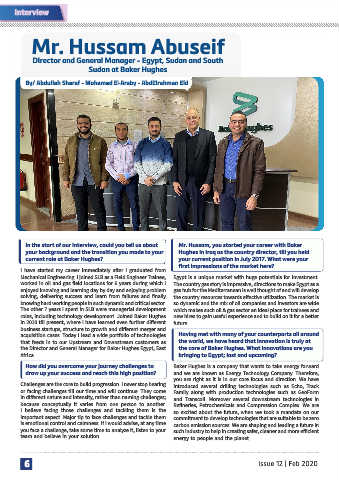 Interview
Mr. Hussam Abuseif
Director and General Manager - Egypt, Sudan and South
Sudan at Baker Hughes
By/ Abdullah Sharaf - Mohamed El-Araby - AbdElrahman Eid
Hughes
In the start of our interview, could you tell us about
your background and the transition you made to your
current role at Baker Hughes?
I have started my career immediately after I graduated from
Mechanical Engineering. I joined SLB as a Field Engineer Trainee,
worked in oil and gas field locations for 4 years during which I
enjoyed knowing and learning day by day and enjoying problem
solving, delivering success and learn from failures and finally
knowing hard working people in such dynamic and critical sector.
The other 7 years I spent in SLB were managerial development
roles, including technology development. Joined Baker Hughes
in 2010 till present, where I have learned even further different
business startups, structure to growth and different merger and
acquisitions cases. Today I lead a wide portfolio of technologies
that feeds in to our Upstream and Downstream customers as
the Director and General Manager for Baker Hughes Egypt, East
Africa
How did you overcome your journey challenges to
draw up your success and reach this high position?
Challenges are the core to build progression. I never stop hearing
or facing challenges till our time and will continue. They come
in different nature and intensity, rather than naming challenges,
because conceptually it varies from one person to another.
I believe facing those challenges and tackling them is the
important aspect. Major tip to face challenges and tackle them
is emotional control and calmness. If I would advise, at any time
you face a challenge, take some time to analyze it, listen to your
team and believe in your solution.
Mr. Hussam, you started your career with Baker
Hughes in Iraq as the country director, till you held
your current position in July 2017. What were your
first impressions of the market here?
Egypt is a unique market with huge potentials for investment.
The country geo story is impressive, directions to make Egypt as a
gas hub for the Mediterranean is well thought of and will develop
the country resources towards effective utilization. The market is
so dynamic and the mix of all companies and investors are wide
which makes each oil & gas sector an ideal place for trainees and
new hires to gain useful experience and to build on it for a better
future.
Having met with many of your counterparts all around
the world, we have heard that innovation is truly at
the core of Baker Hughes. What innovations are you
bringing to Egypt; last and upcoming?
Baker Hughes is a company that wants to take energy forward
and we are known as Energy Technology Company. Therefore,
you are right as it is in our core focus and direction. We have
introduced several drilling technologies such as Echo, Track
Family along with production technologies such as GeoForm
and Transcoil. Moreover several downstream technologies in
Refineries, Petrochemicals and Compression Complex. We are
so excited about the future, when we took a mandate on our
commitment to develop technologies that are suitable to be zero
carbon emission sources. We are shaping and leading a future in
such industry to help in creating safer, cleaner and more efficient
energy to people and the planet.
6
Issue 12 | Feb 2020